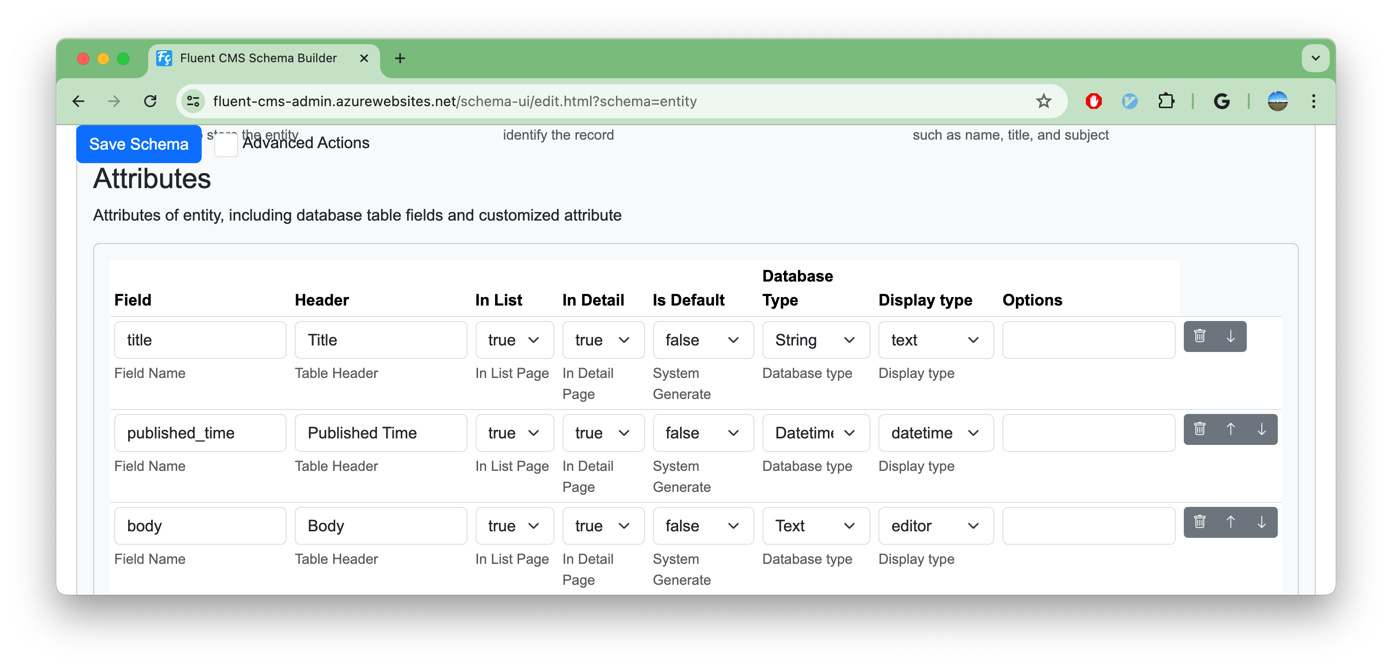 Fluent CMS Schema Builder
fluent-cms-admin.azurewebsites.net/schema-ui/edit.html?schema=entity
store the entity identify the record such as name, title, and subject
Save Schema Advanced Actions
Attributes
Attributes of entity, including database table fields and customized attribute
Field Header In List In Detail Is Default Database Type Display type Options
title Title true true false String text
Field Name Table Header In List Page In Detail Page System Generate Database type Display type
published_time Published Time true true false Datetime datetime
Field Name Table Header In List Page In Detail Page System Generate Database type Display type
body Body true true false Text editor
Field Name Table Header In List Page In Detail Page System Generate Database type Display type